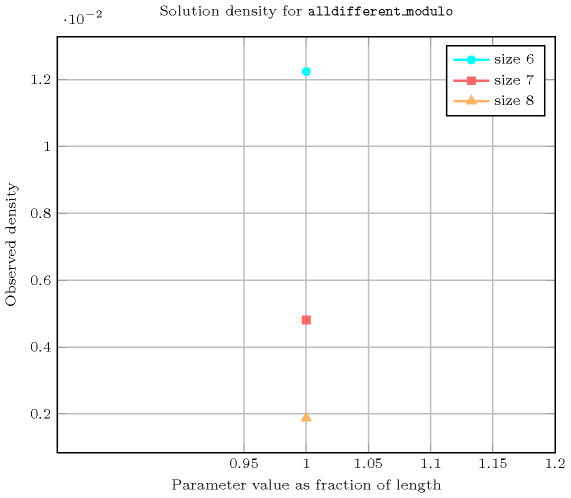 Solution density for alldifferent_modulo
·10⁻²
size 6
size 7
size 8
1.2
1
0.8
0.6
0.4
0.2
Observed density
0.95 1 1.05 1.1 1.15 1.2
Parameter value as fraction of length